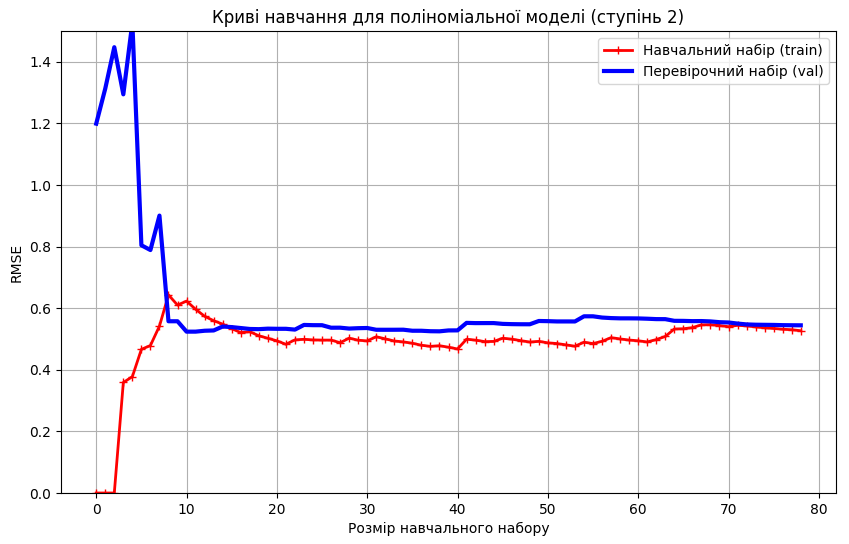 Криві навчання для поліноміальної моделі (ступінь 2)
Навчальний набір (train)
Перевірочний набір (val)
RMSE
1.4
1.2
1.0
0.8
0.6
0.4
0.2
0.0
0 10 20 30 40 50 60 70 80
Розмір навчального набору